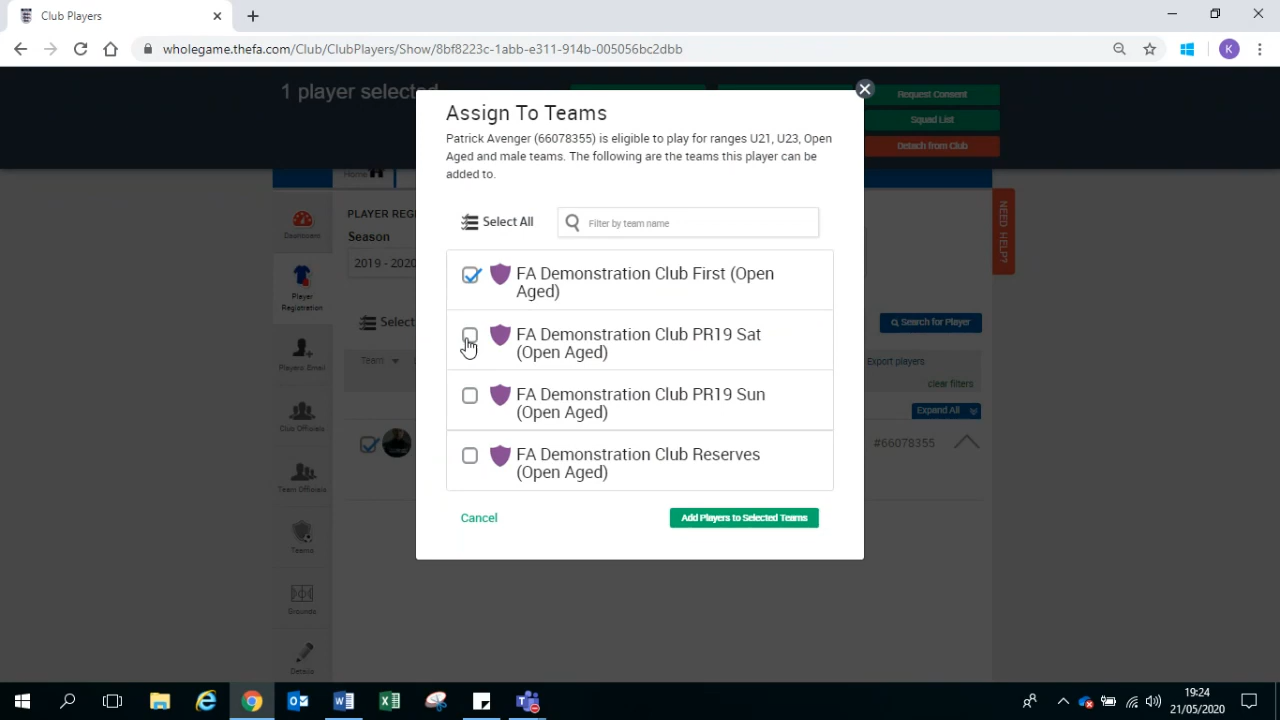 Club Players
wholegame.thefa.com/Club/ClubPlayers/Show/8bf8223c-1abb-e311-914b-005056bc2dbb
K
1 player selected
Request Consent
Squad List
Detach from Club
Home
Assign To Teams
Patrick Avenger (66078355) is eligible to play for ranges U21, U23, Open
Aged and male teams. The following are the teams this player can be
added to.
Select All
Filter by team name
FA Demonstration Club First (Open
Aged)
FA Demonstration Club PR19 Sat
(Open Aged)
FA Demonstration Club PR19 Sun
(Open Aged)
FA Demonstration Club Reserves
(Open Aged)
Cancel
Add Players to Selected Teams
Dashboard
Player
Registration
Players Email
Club Officials
Team Officials
Teams
Grounds
Details
PLAYER REG
Season
2019 - 2020
Select
Team
NEED HELP?
Search for Player
Export players
clear filters
Expand All
#66078355
19:24
21/05/2020